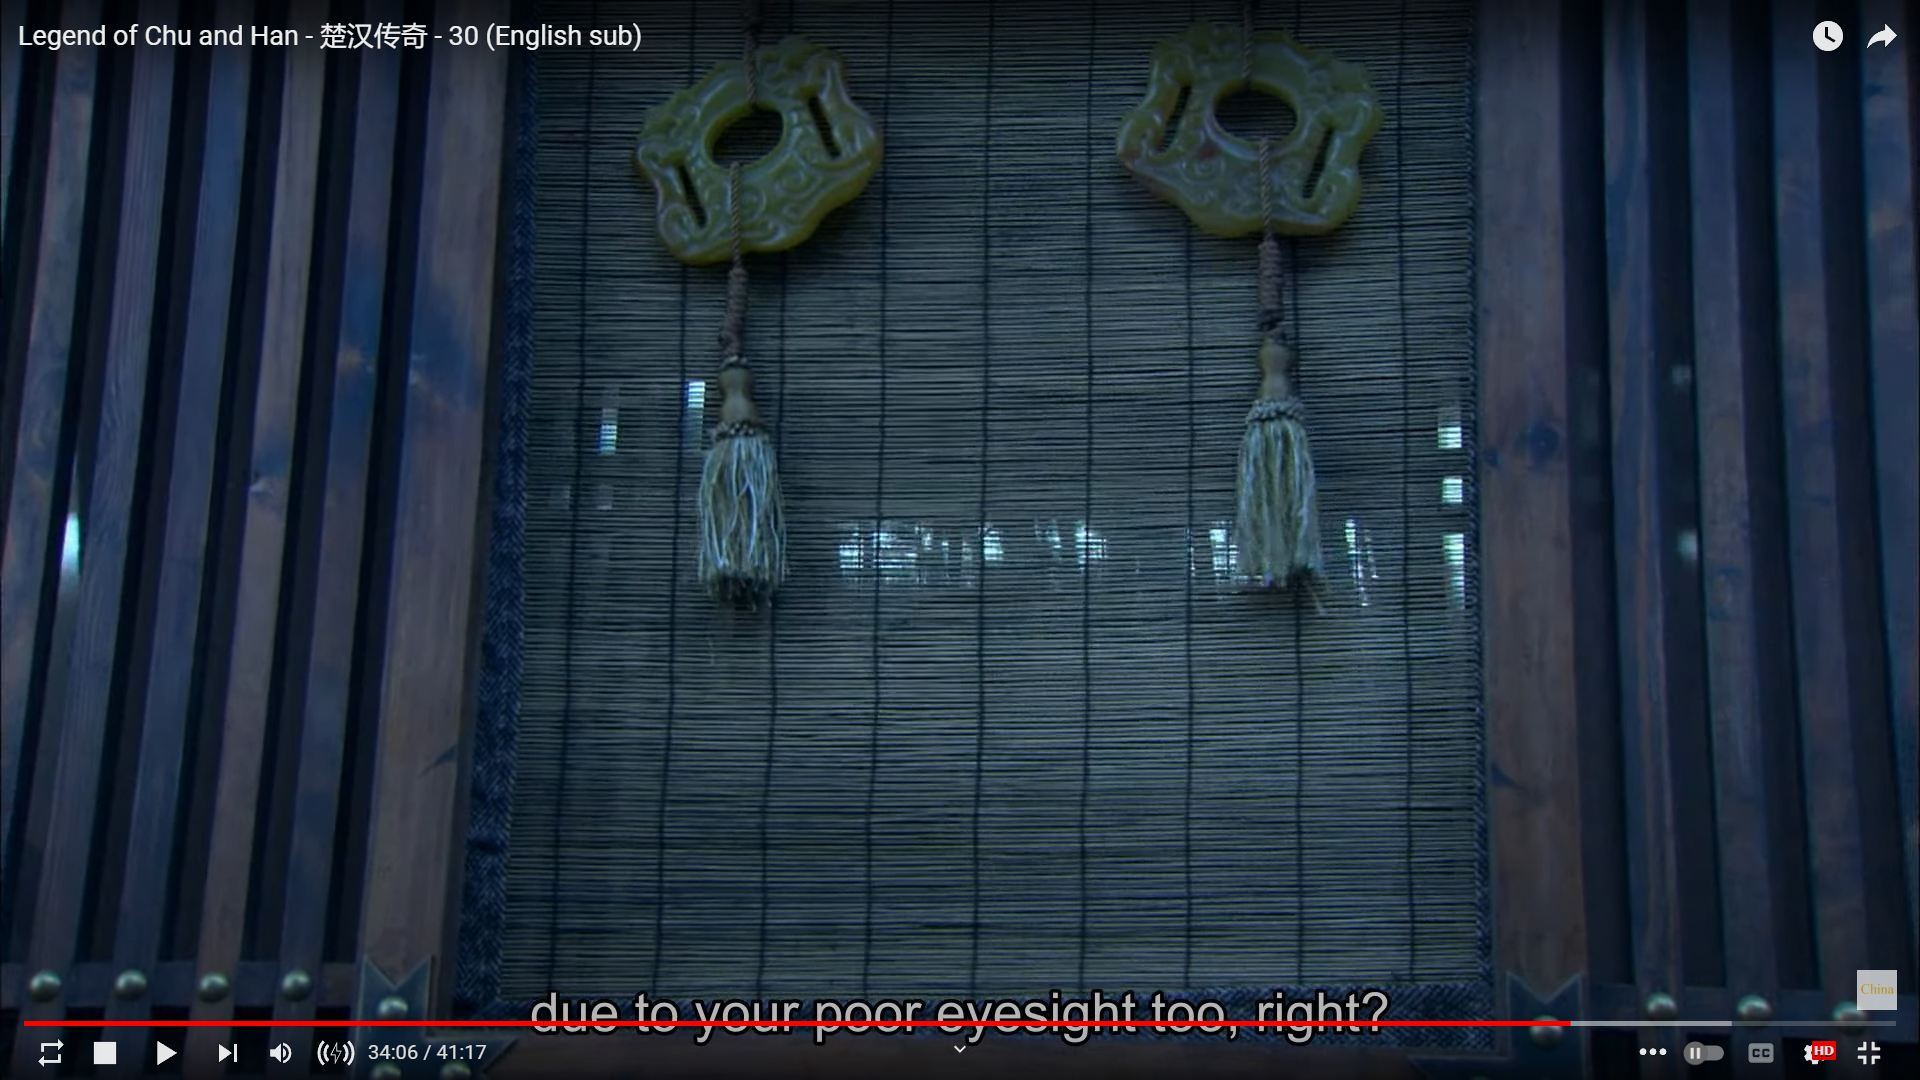 Legend of Chu and Han - 楚汉传奇 - 30 (English sub)
due to your poor eyesight too, right?
China
34:06 / 41:17
CC
HD